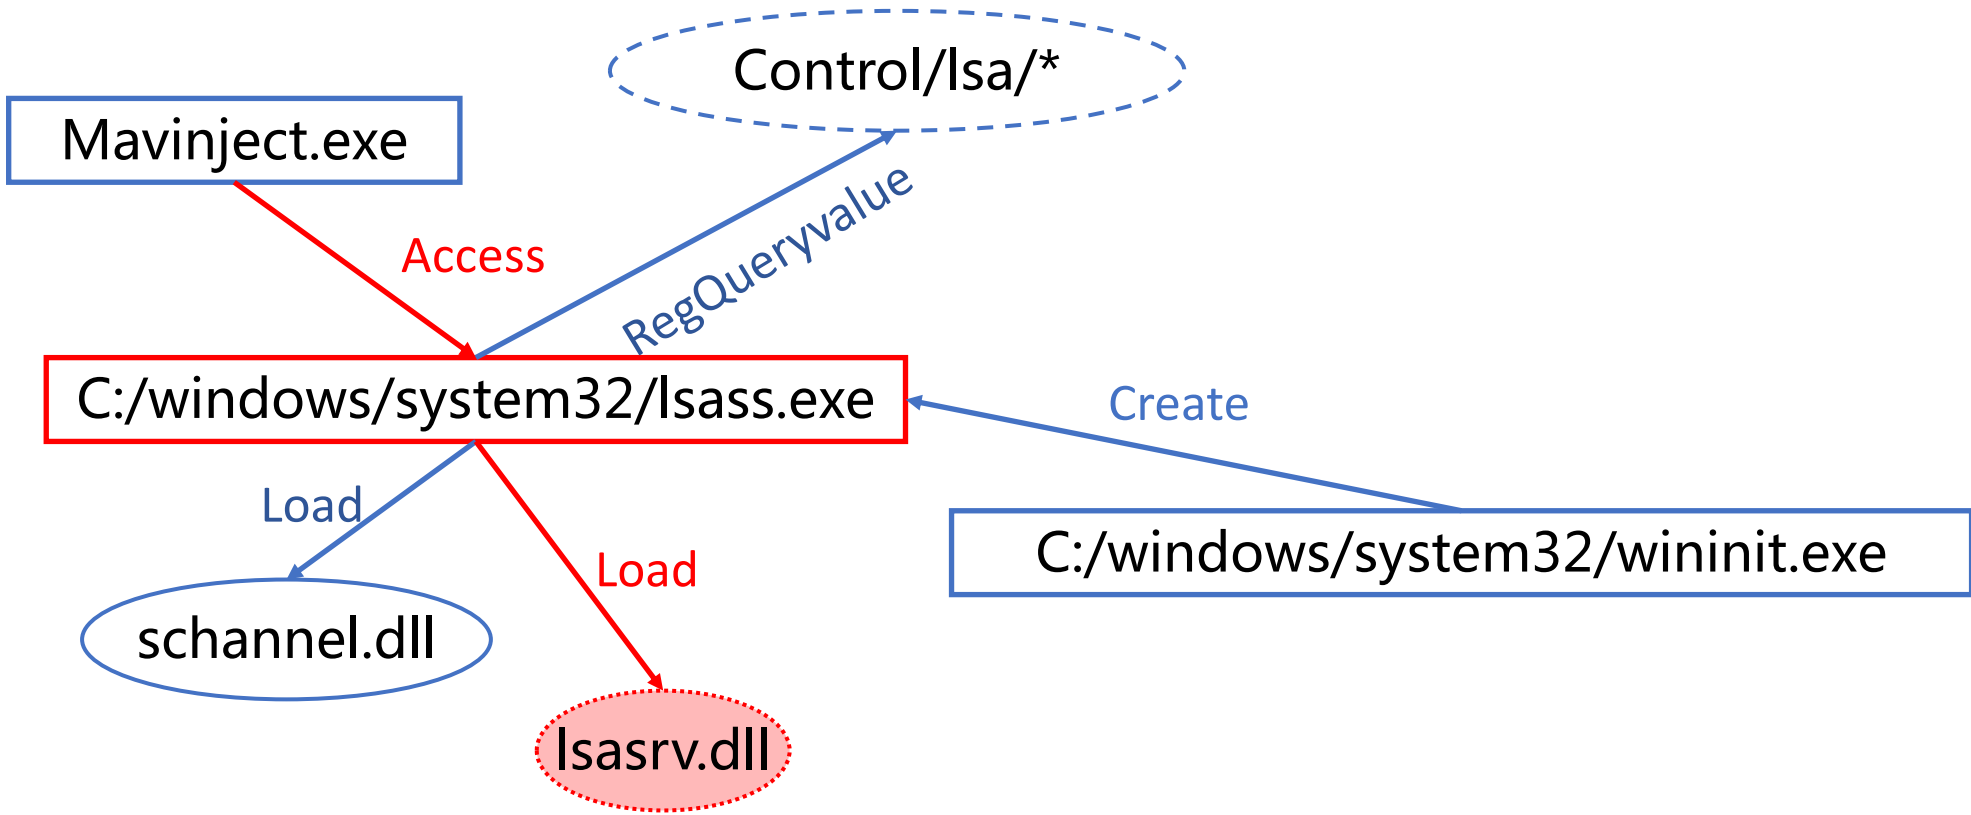 Control/lsa/*
Mavinject.exe
Access
RegQueryvalue
C:/windows/system32/lsass.exe
Create
Load
C:/windows/system32/wininit.exe
Load
schannel.dll
lsasrv.dll